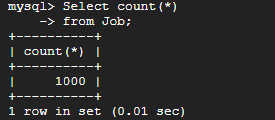 mysql> Select count(*)
    -> from Job;
+----------+
| count(*) |
+----------+
|     1000 |
+----------+
1 row in set (0.01 sec)